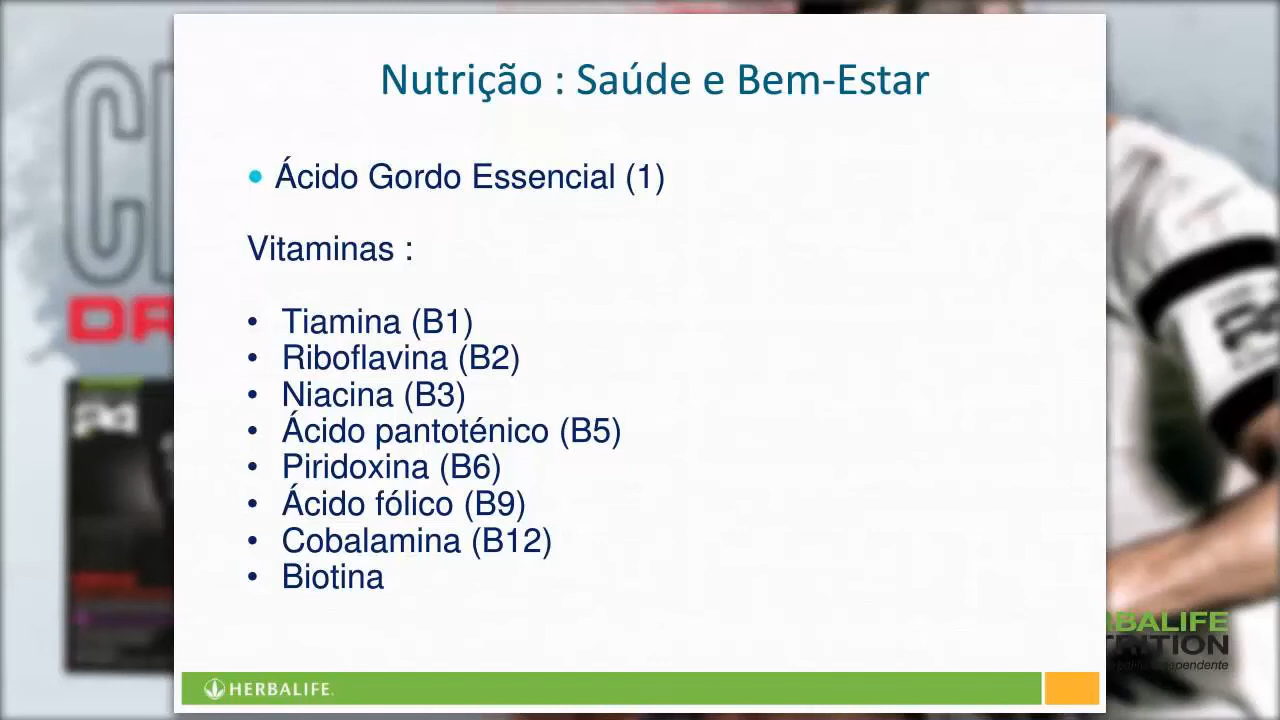 Nutrição : Saúde e Bem-Estar
• Ácido Gordo Essencial (1)
Vitaminas :
• Tiamina (B1)
• Riboflavina (B2)
• Niacina (B3)
• Ácido pantoténico (B5)
• Piridoxina (B6)
• Ácido fólico (B9)
• Cobalamina (B12)
• Biotina
HERBALIFE.